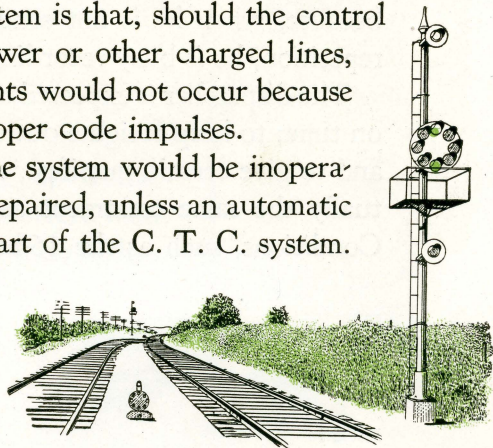 tem is that, should the control
wer or other charged lines,
nts would not occur because
oper code impulses.
ne system would be inopera-
epaired, unless an automatic
art of the C. T. C. system.